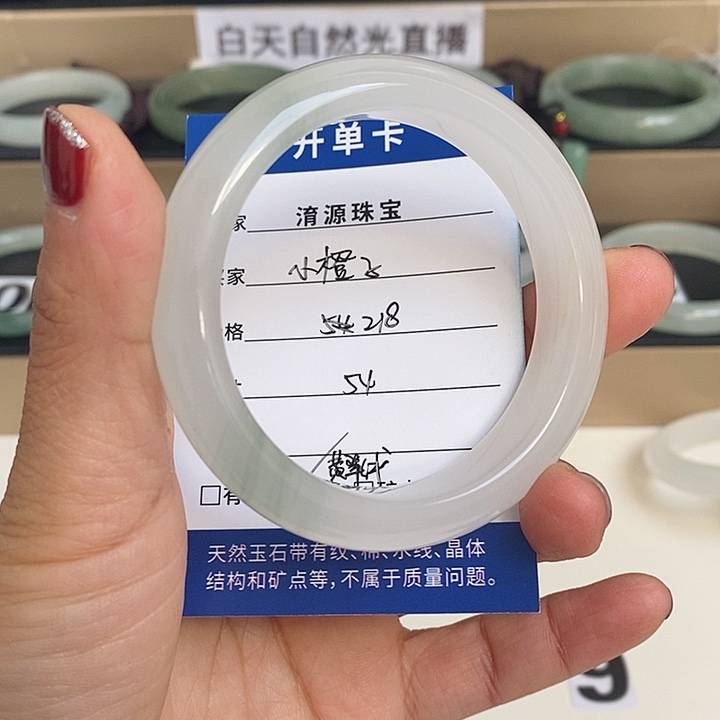 白天自然光直播
开单卡
家 淯源珠宝
家 小橙子
格 218
54
□有
天然玉石带有纹、棉、水线、晶体
结构和矿点等，不属于质量问题。
9